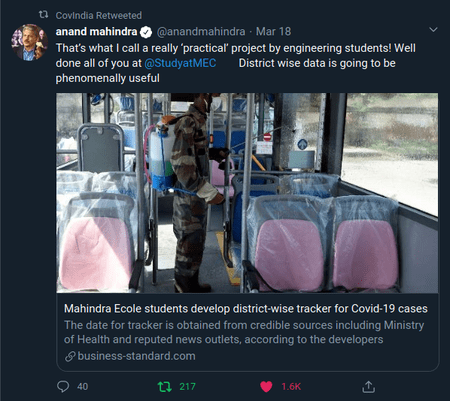 CovIndia Retweeted
anand mahindra @anandmahindra · Mar 18
That's what I call a really 'practical' project by engineering students! Well
done all of you at @StudyatMEC District wise data is going to be
phenomenally useful
Mahindra Ecole students develop district-wise tracker for Covid-19 cases
The date for tracker is obtained from credible sources including Ministry
of Health and reputed news outlets, according to the developers
business-standard.com
40 217 1.6K